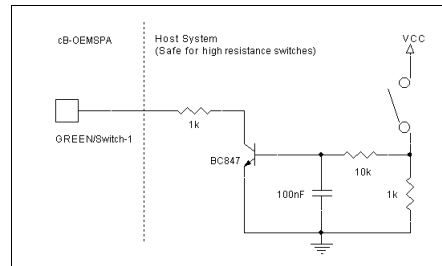 cB-OEMSPA
Host System
(Safe for high resistance switches)
VCC
1k
GREEN/Switch-1
BC847
10k
100nF
1k